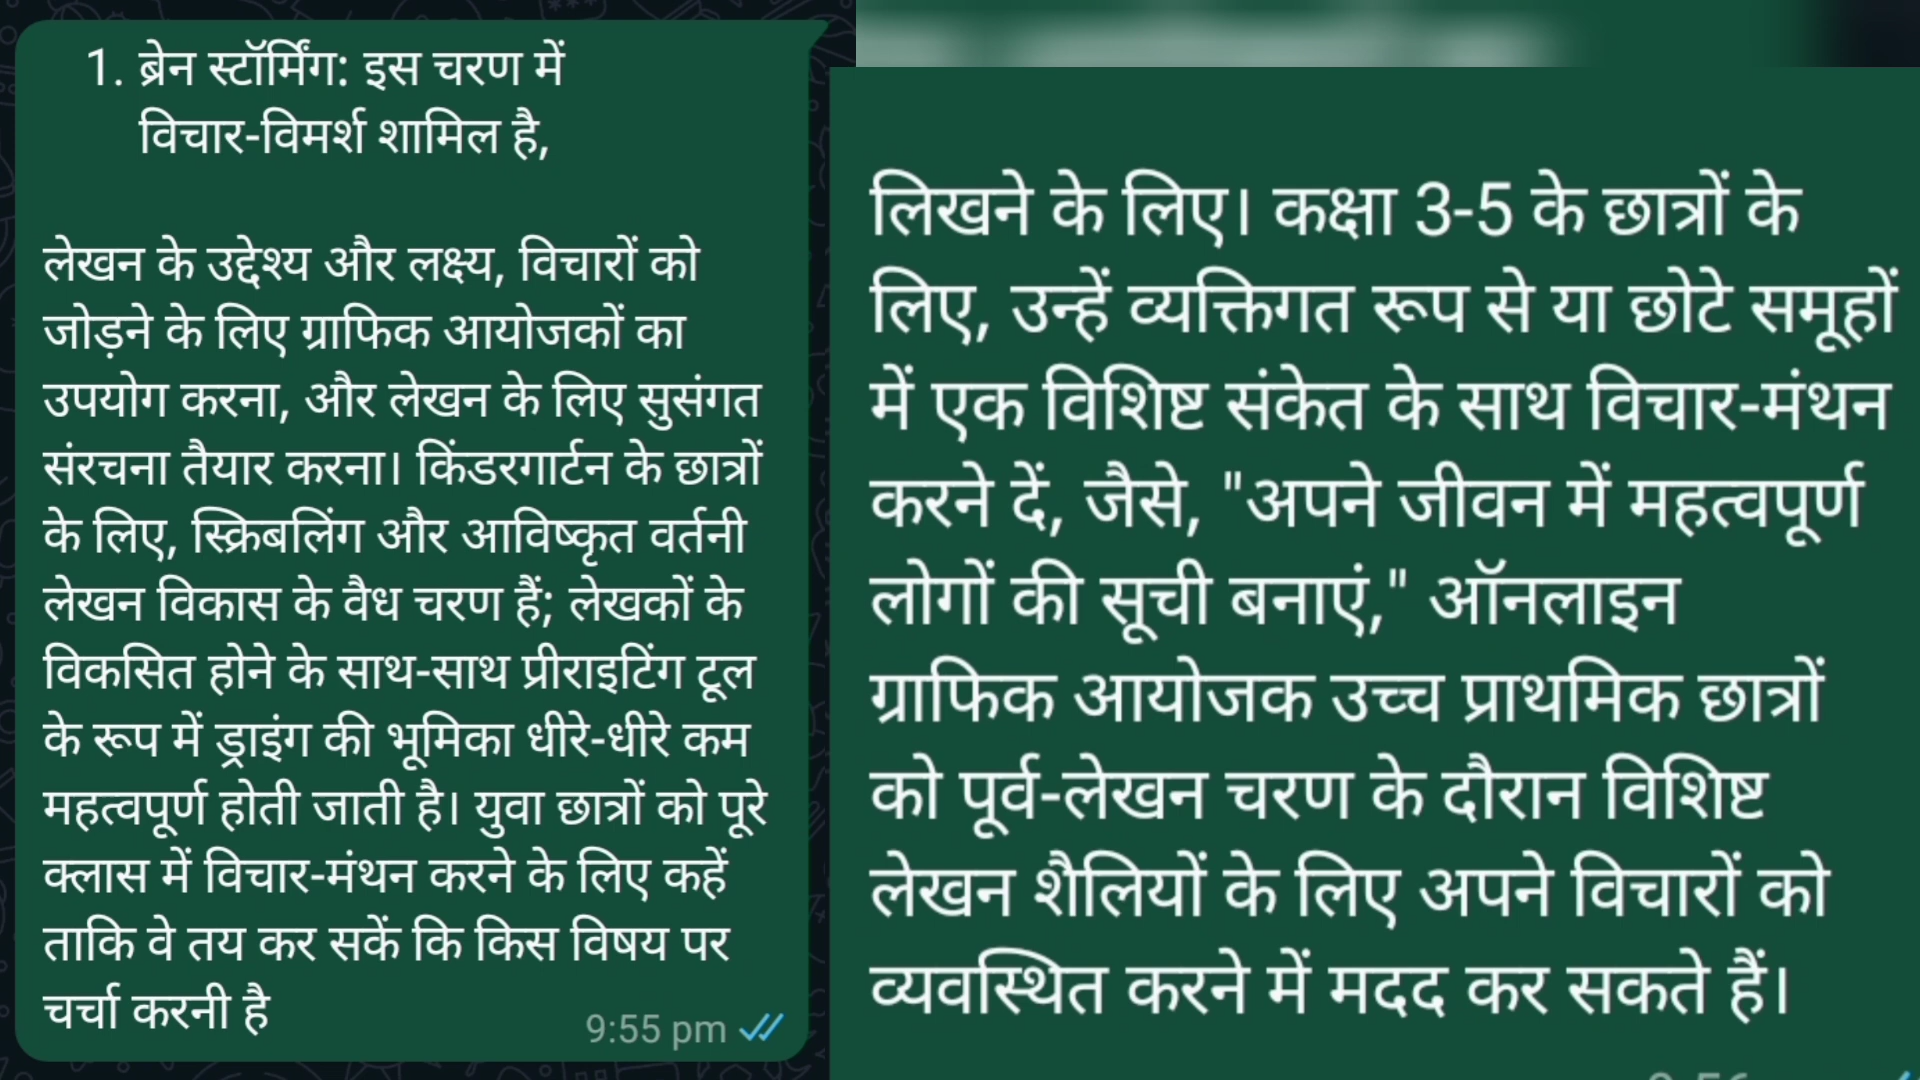 1. ब्रेन स्टॉर्मिंग: इस चरण में
विचार-विमर्श शामिल है,
लेखन के उद्देश्य और लक्ष्य, विचारों को
जोड़ने के लिए ग्राफिक आयोजकों का
उपयोग करना, और लेखन के लिए सुसंगत
संरचना तैयार करना। किंडरगार्टन के छात्रों
के लिए, स्क्रिबलिंग और आविष्कृत वर्तनी
लेखन विकास के वैध चरण हैं; लेखकों के
विकसित होने के साथ-साथ प्रीराइटिंग टूल
के रूप में ड्राइंग की भूमिका धीरे-धीरे कम
महत्वपूर्ण होती जाती है। युवा छात्रों को पूरे
क्लास में विचार-मंथन करने के लिए कहें
ताकि वे तय कर सकें कि किस विषय पर
चर्चा करनी है
9:55 pm
लिखने के लिए। कक्षा 3-5 के छात्रों के
लिए, उन्हें व्यक्तिगत रूप से या छोटे समूहों
में एक विशिष्ट संकेत के साथ विचार-मंथन
करने दें, जैसे, "अपने जीवन में महत्वपूर्ण
लोगों की सूची बनाएं," ऑनलाइन
ग्राफिक आयोजक उच्च प्राथमिक छात्रों
को पूर्व-लेखन चरण के दौरान विशिष्ट
लेखन शैलियों के लिए अपने विचारों को
व्यवस्थित करने में मदद कर सकते हैं।